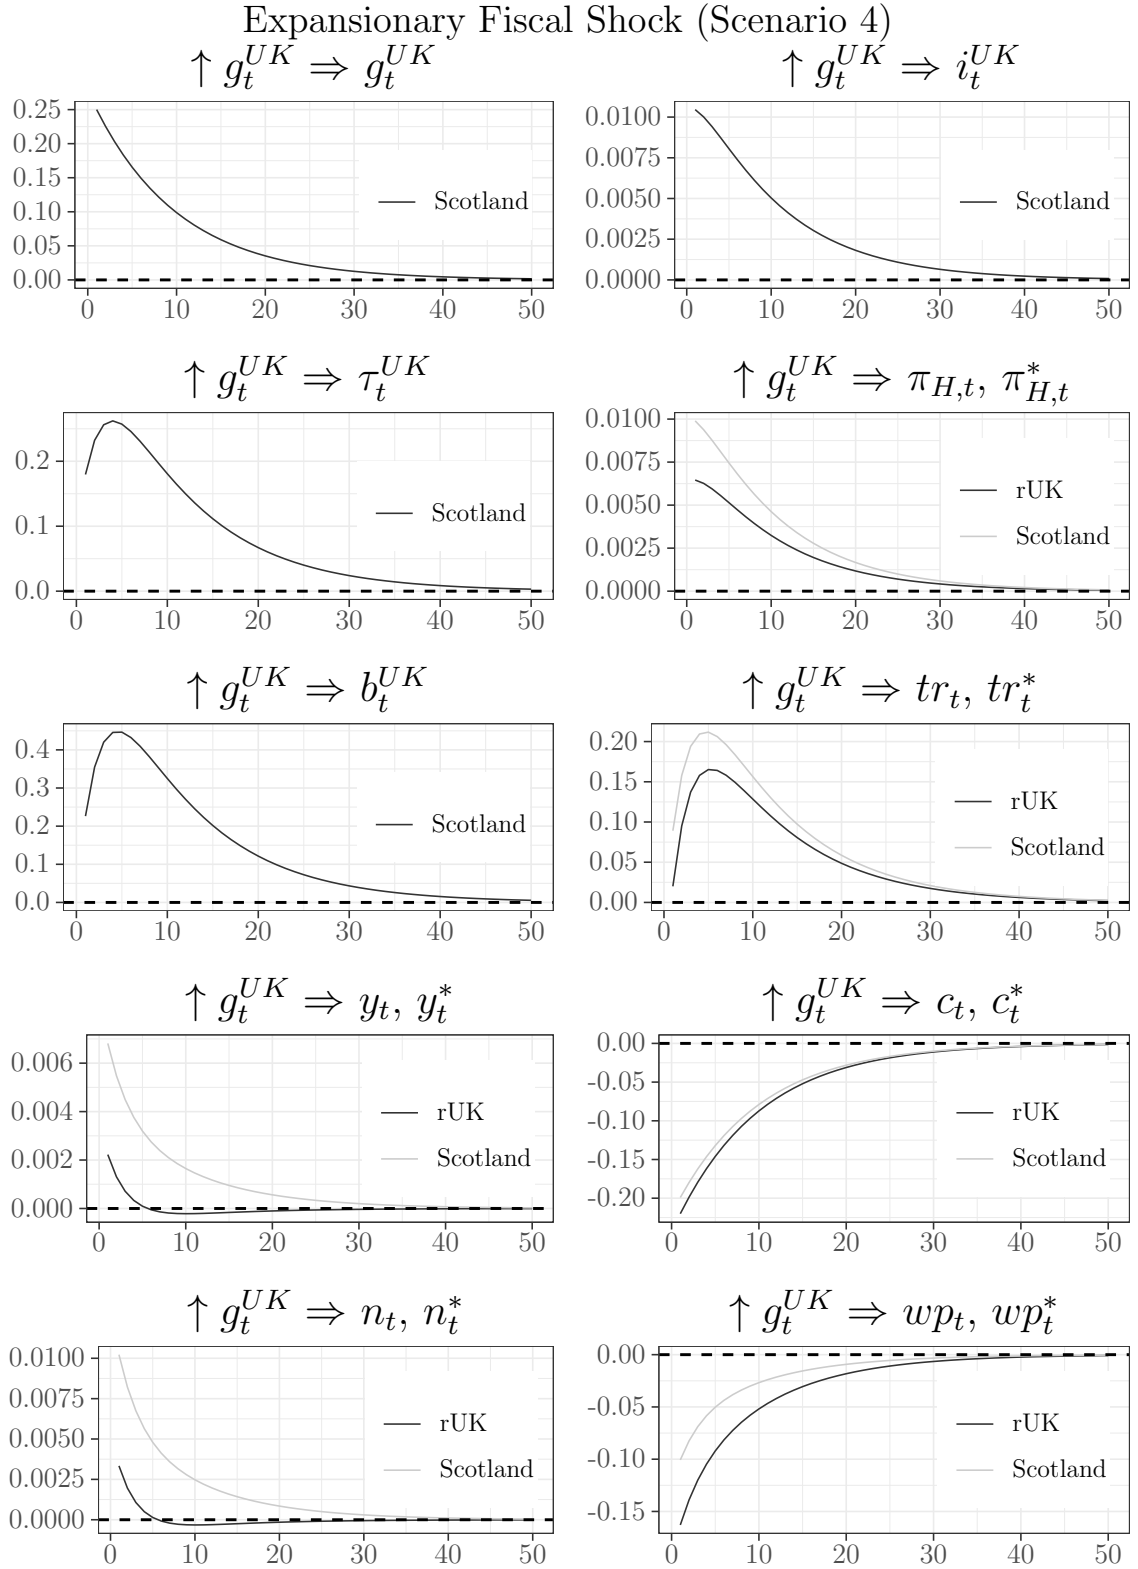 Expansionary Fiscal Shock (Scenario 4)
↑ g_t^{UK} ⇒ g_t^{UK}
0.25
0.20
0.15
0.10
0.05
0.00
Scotland
0 10 20 30 40 50
↑ g_t^{UK} ⇒ i_t^{UK}
0.0100
0.0075
0.0050
0.0025
0.0000
Scotland
0 10 20 30 40 50
↑ g_t^{UK} ⇒ τ_t^{UK}
0.2
0.1
0.0
Scotland
0 10 20 30 40 50
↑ g_t^{UK} ⇒ π_{H,t}, π_{H,t}^*
0.0100
0.0075
0.0050
0.0025
0.0000
rUK
Scotland
0 10 20 30 40 50
↑ g_t^{UK} ⇒ b_t^{UK}
0.4
0.3
0.2
0.1
0.0
Scotland
0 10 20 30 40 50
↑ g_t^{UK} ⇒ tr_t, tr_t^*
0.20
0.15
0.10
0.05
0.00
rUK
Scotland
0 10 20 30 40 50
↑ g_t^{UK} ⇒ y_t, y_t^*
0.006
0.004
0.002
0.000
rUK
Scotland
0 10 20 30 40 50
↑ g_t^{UK} ⇒ c_t, c_t^*
0.00
-0.05
-0.10
-0.15
-0.20
rUK
Scotland
0 10 20 30 40 50
↑ g_t^{UK} ⇒ n_t, n_t^*
0.0100
0.0075
0.0050
0.0025
0.0000
rUK
Scotland
0 10 20 30 40 50
↑ g_t^{UK} ⇒ wp_t, wp_t^*
0.00
-0.05
-0.10
-0.15
rUK
Scotland
0 10 20 30 40 50